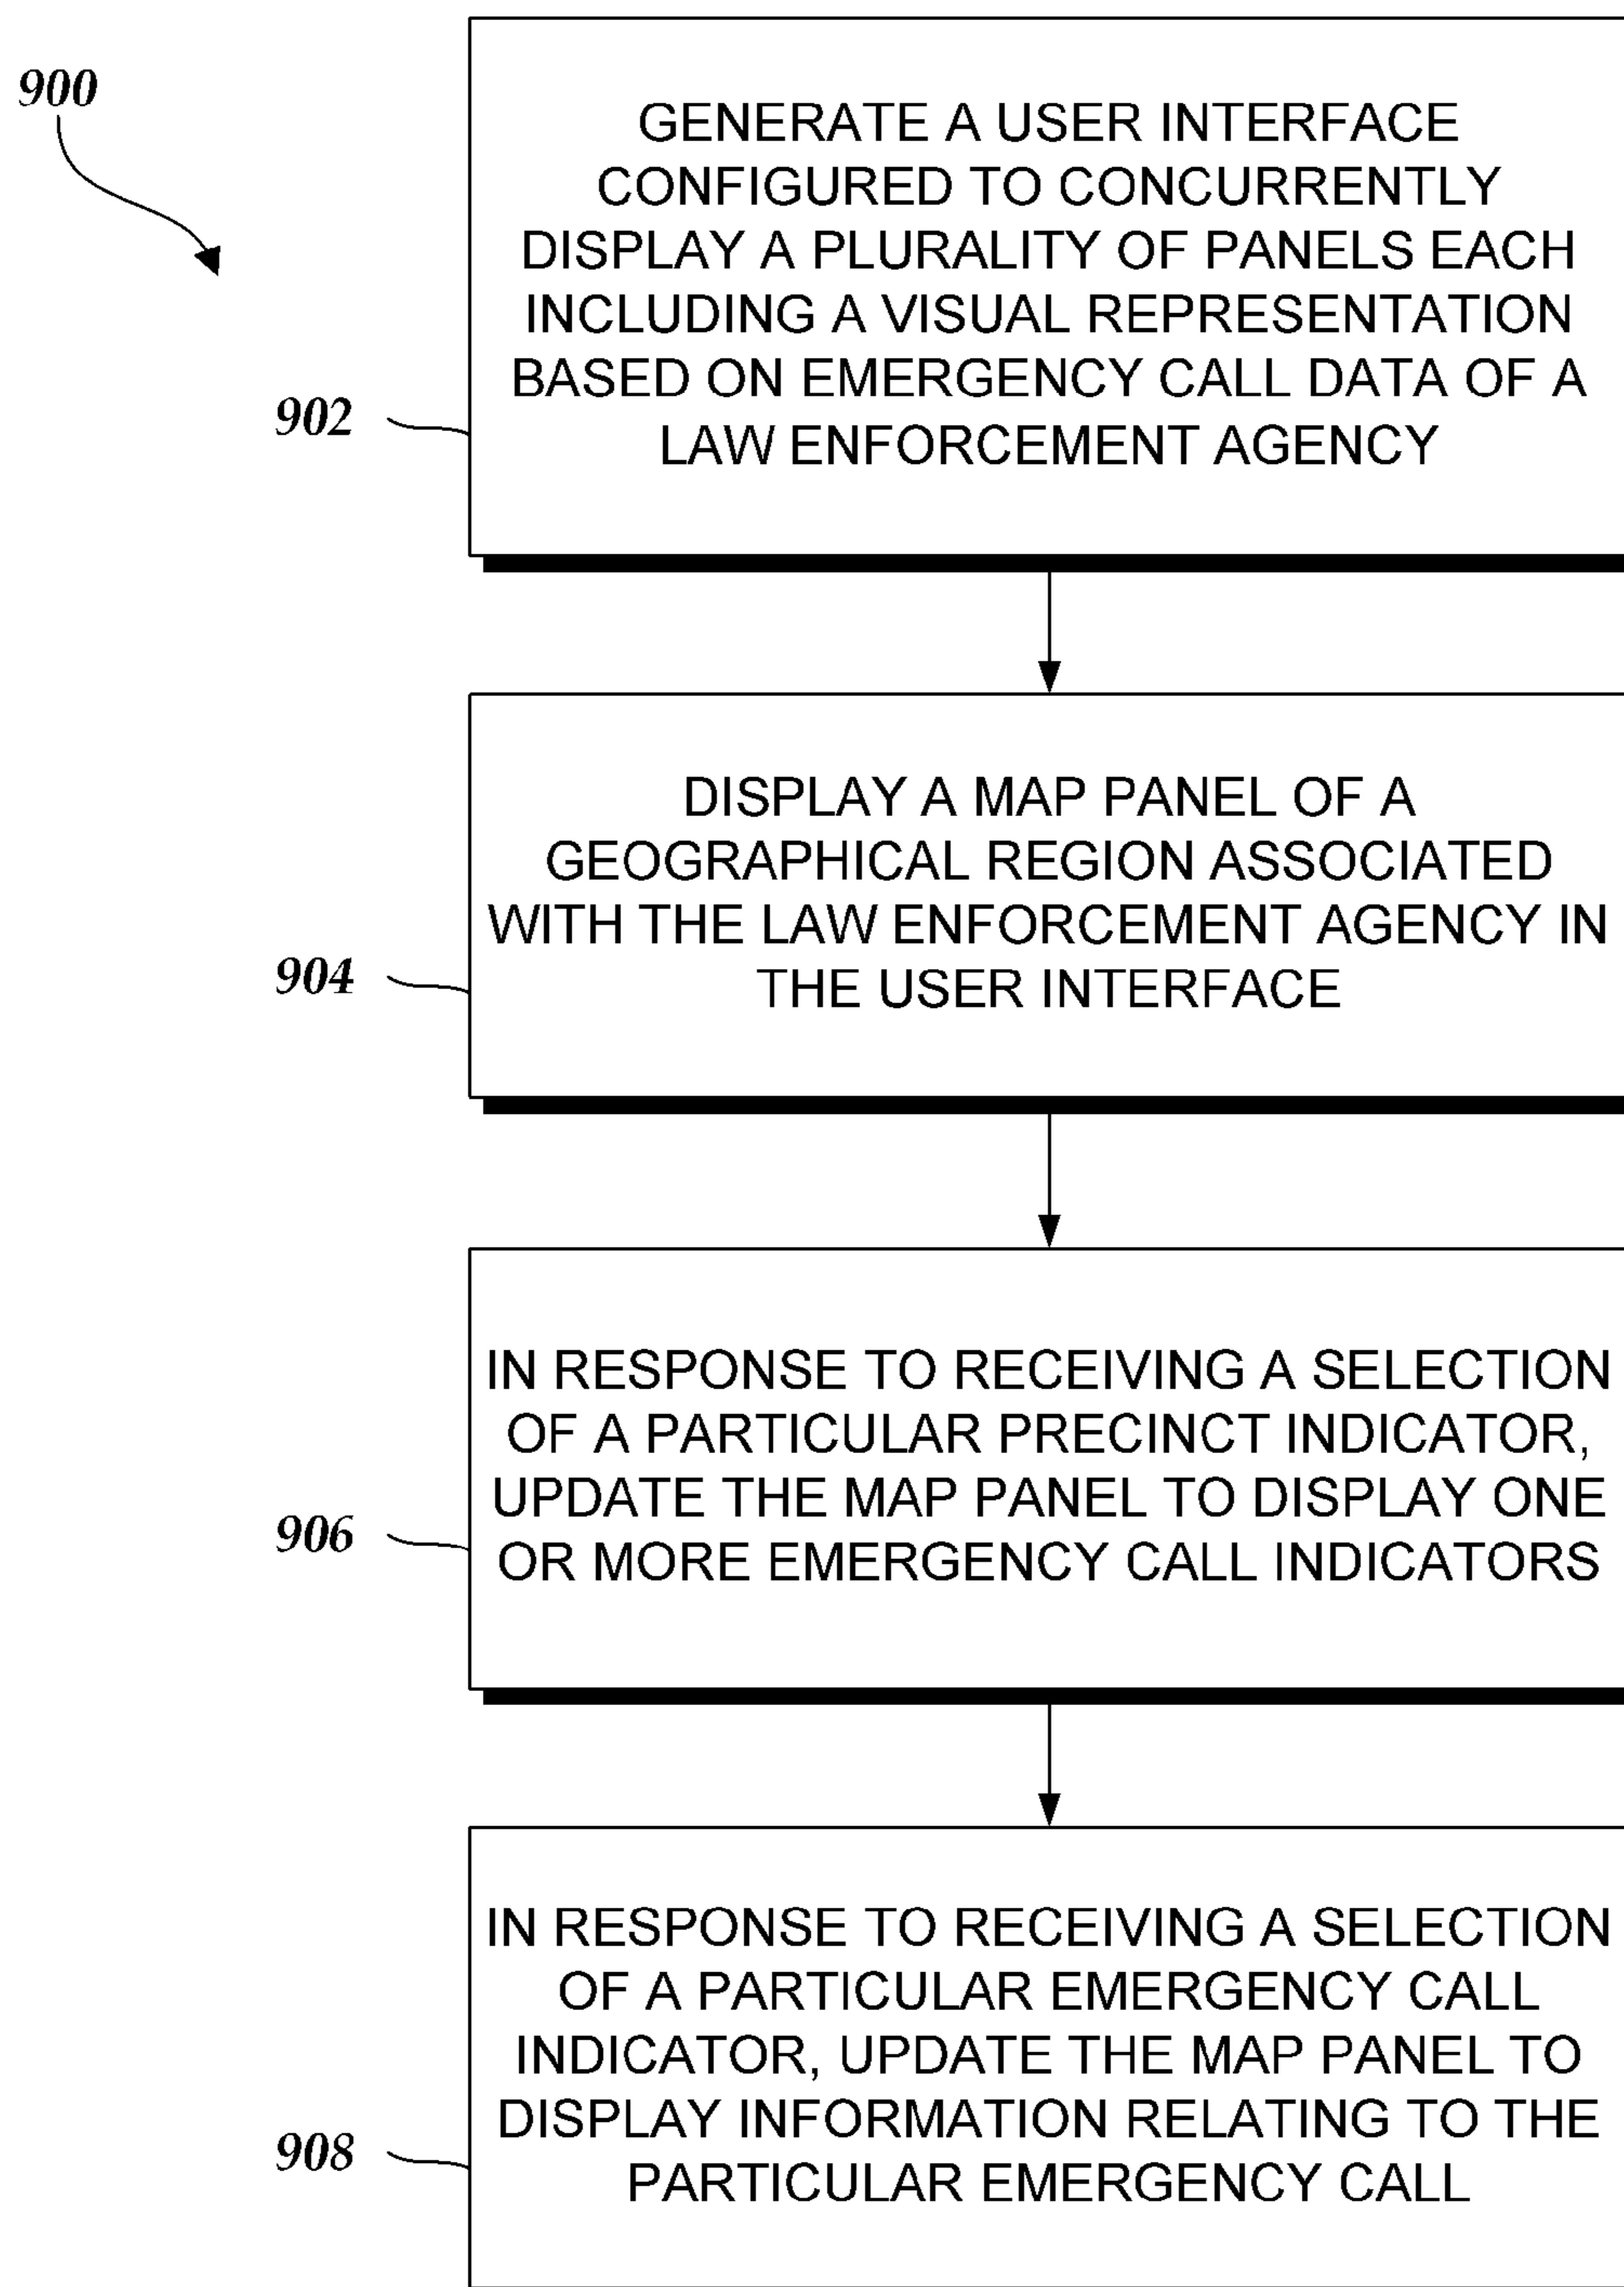 900
GENERATE A USER INTERFACE
CONFIGURED TO CONCURRENTLY
DISPLAY A PLURALITY OF PANELS EACH
INCLUDING A VISUAL REPRESENTATION
BASED ON EMERGENCY CALL DATA OF A
LAW ENFORCEMENT AGENCY
902
DISPLAY A MAP PANEL OF A
GEOGRAPHICAL REGION ASSOCIATED
WITH THE LAW ENFORCEMENT AGENCY IN
THE USER INTERFACE
904
IN RESPONSE TO RECEIVING A SELECTION
OF A PARTICULAR PRECINCT INDICATOR,
UPDATE THE MAP PANEL TO DISPLAY ONE
OR MORE EMERGENCY CALL INDICATORS
906
IN RESPONSE TO RECEIVING A SELECTION
OF A PARTICULAR EMERGENCY CALL
INDICATOR, UPDATE THE MAP PANEL TO
DISPLAY INFORMATION RELATING TO THE
PARTICULAR EMERGENCY CALL
908